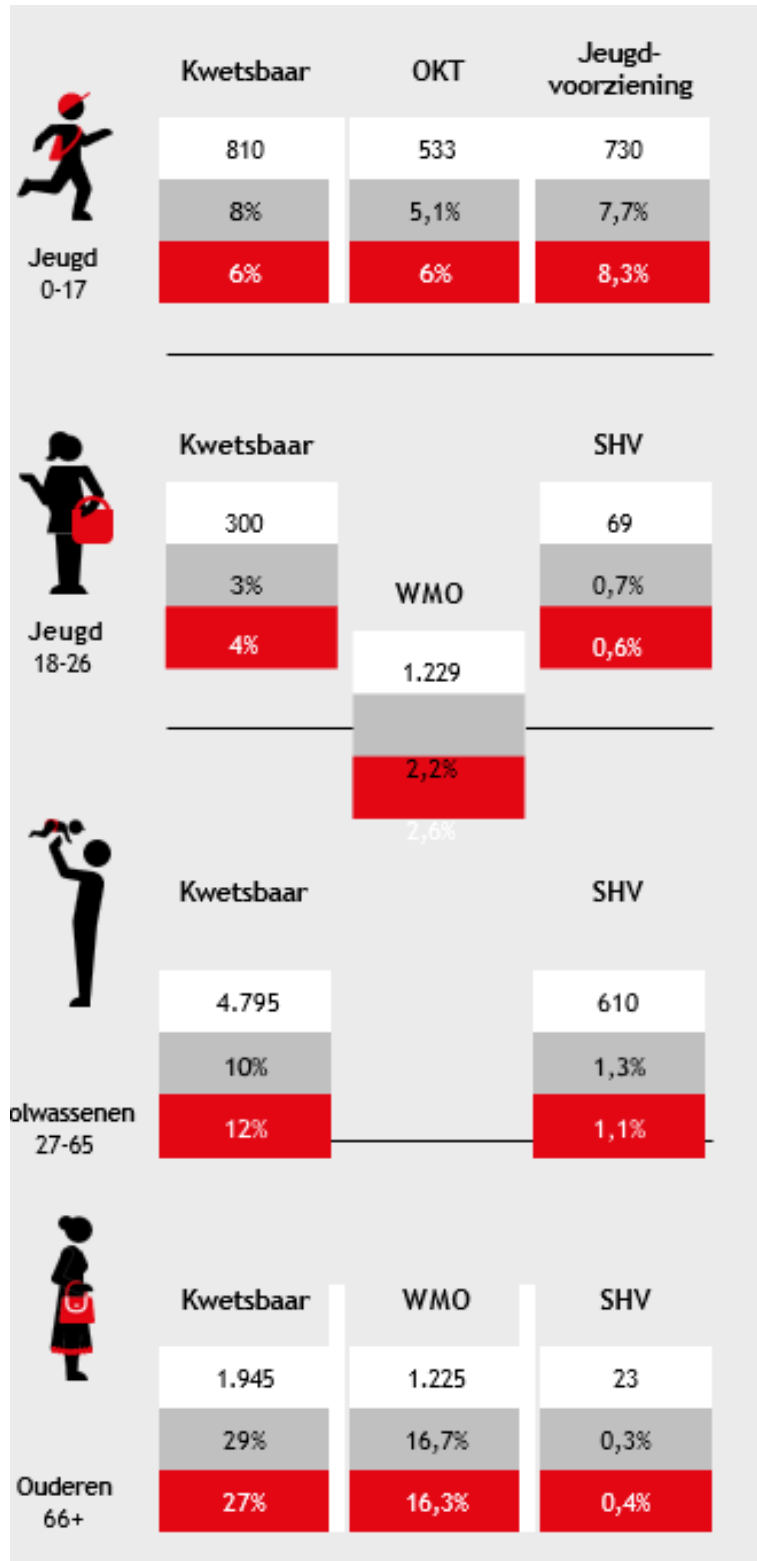 Kwetsbaar OKT Jeugd-
voorziening
810 533 730
8% 5,1% 7,7%
6% 6% 8,3%
Jeugd
0-17
Kwetsbaar SHV
300 69
3% 0,7%
4% 0,6%
Jeugd
18-26
WMO
1.229
2,2%
2,6%
Kwetsbaar SHV
4.795 610
10% 1,3%
12% 1,1%
olwassenen
27-65
Kwetsbaar WMO SHV
1.945 1.225 23
29% 16,7% 0,3%
27% 16,3% 0,4%
Ouderen
66+